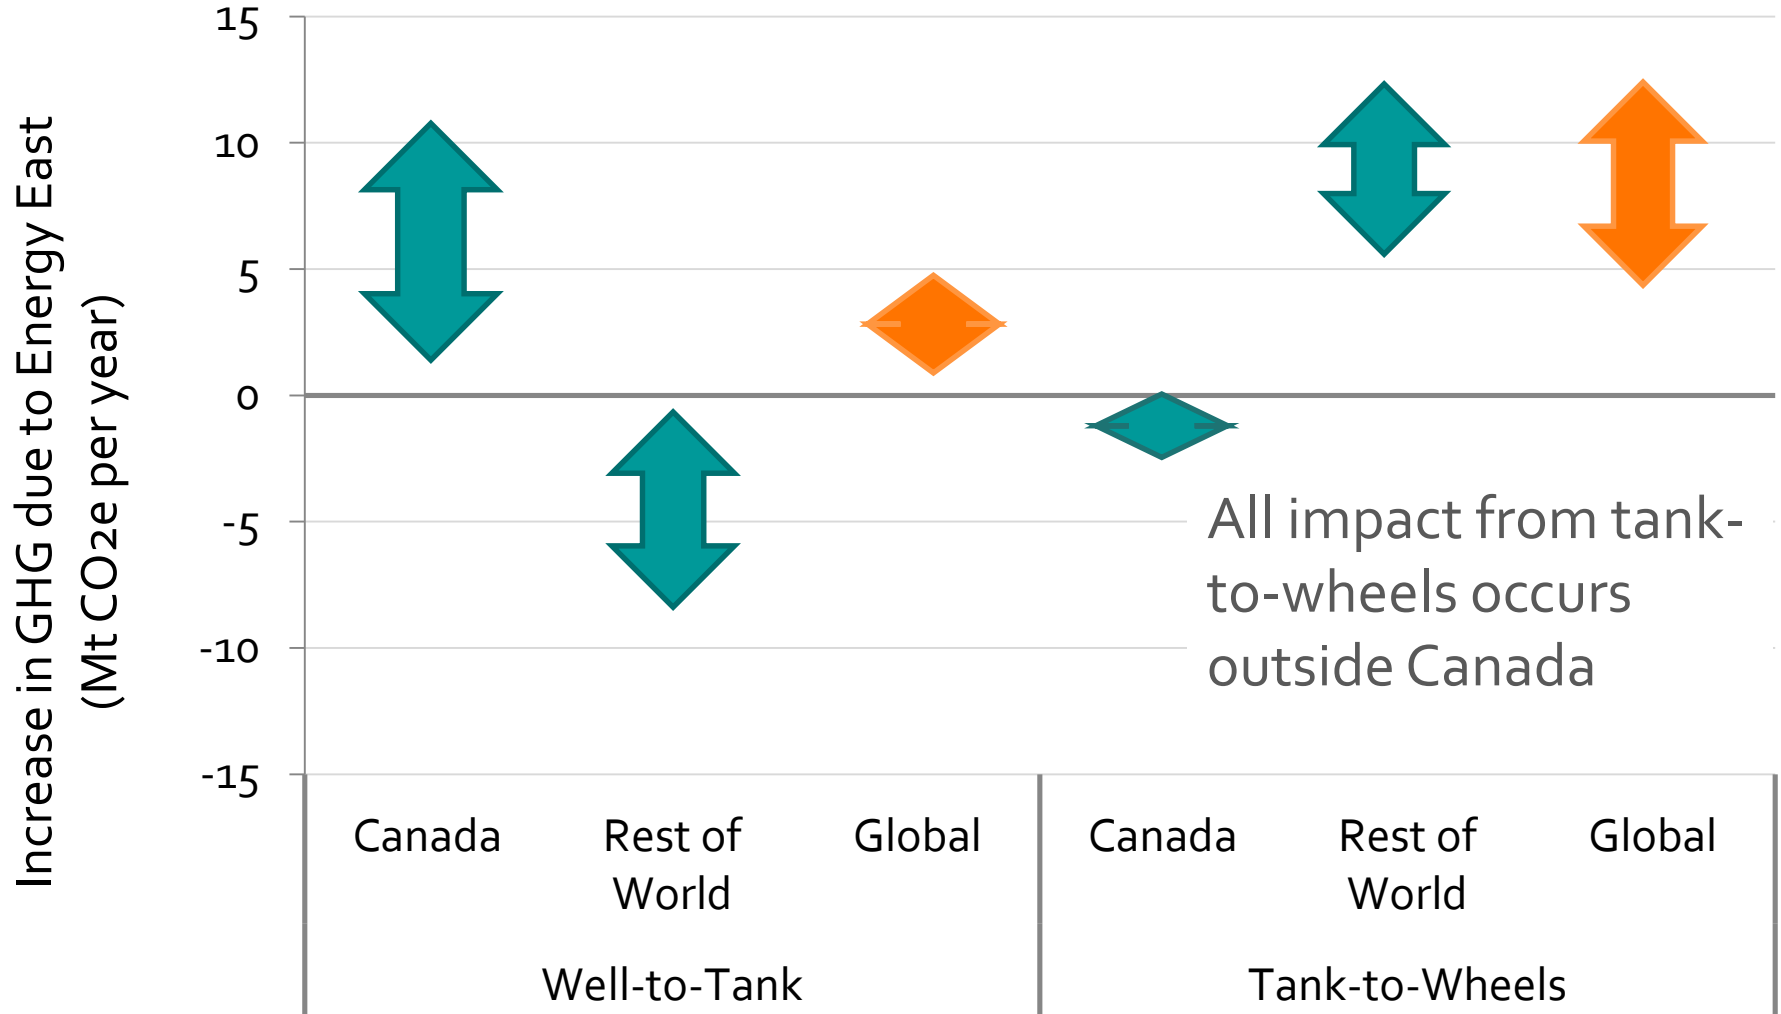 Increase in GHG due to Energy East
(Mt CO2e per year)
15
10
5
0
-5
-10
-15
All impact from tank-
to-wheels occurs
outside Canada
Canada
Rest of
World
Global
Canada
Rest of
World
Global
Well-to-Tank
Tank-to-Wheels